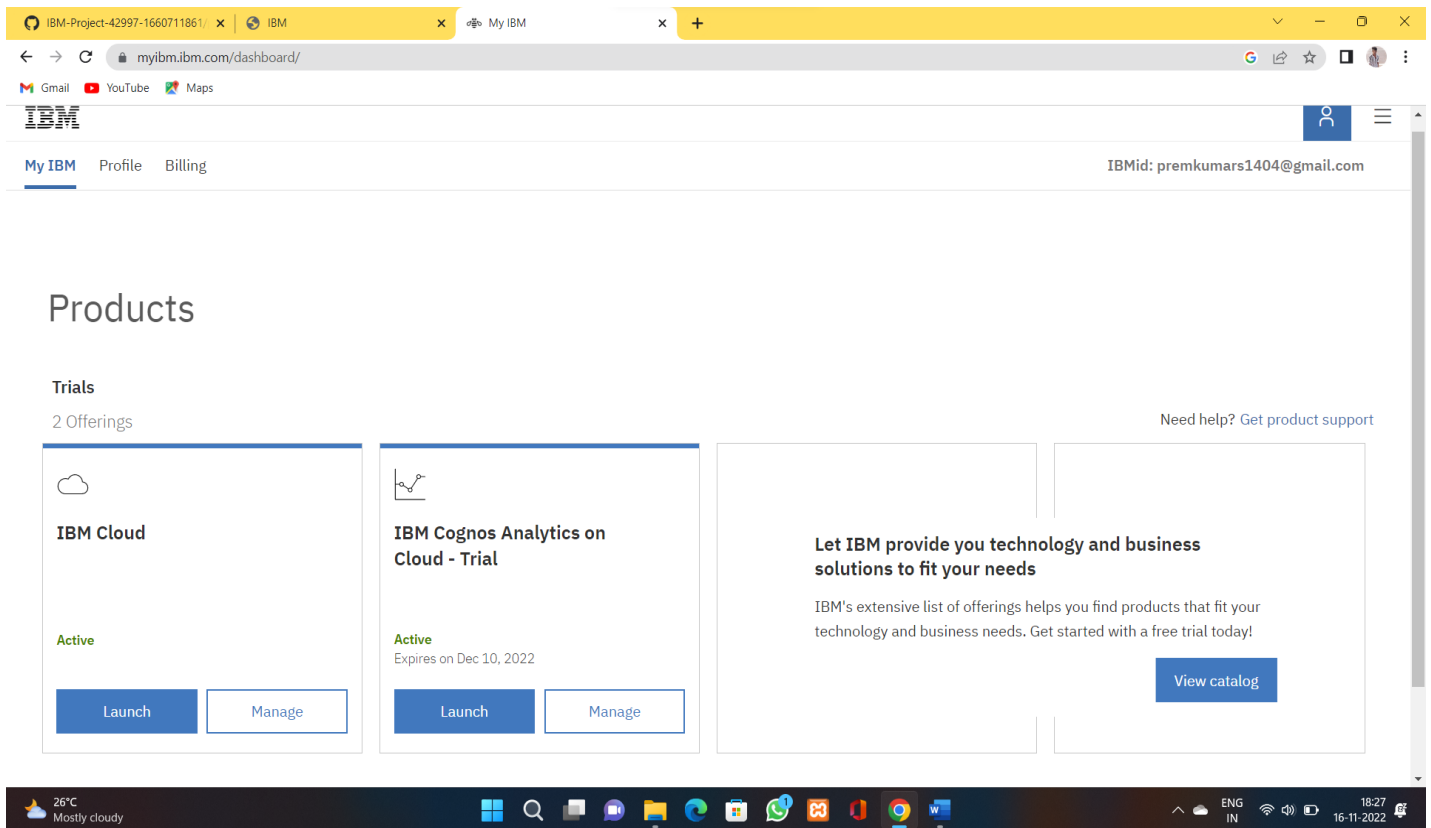 IBM-Project-42997-1660711861/
IBM
My IBM
myibm.ibm.com/dashboard/
Gmail
YouTube
Maps
IBM
My IBM
Profile
Billing
IBMid: premkumars1404@gmail.com
Products
Trials
2 Offerings
Need help? Get product support
IBM Cloud
Active
Launch
Manage
IBM Cognos Analytics on
Cloud - Trial
Active
Expires on Dec 10, 2022
Launch
Manage
Let IBM provide you technology and business
solutions to fit your needs
IBM's extensive list of offerings helps you find products that fit your
technology and business needs. Get started with a free trial today!
View catalog
26°C
Mostly cloudy
1
ENG
IN
18:27
16-11-2022